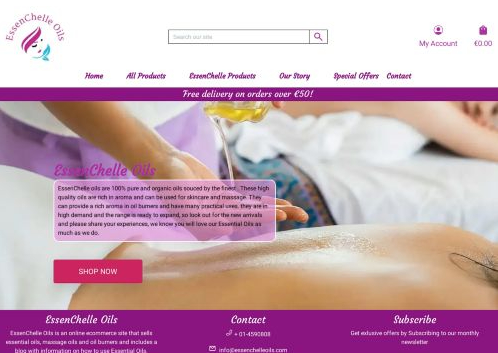 EssenChelle Oils
Search our site
My Account
€0.00
Home All Products EssenChelle Products Our Story Special Offers Contact
Free delivery on orders over €50!
EssenChelle Oils
EssenChelle oils are 100% pure and organic oils souced by the finest . These high
quality oils are rich in aroma and can be used for skincare and massage. They
can provide a rich aroma in oil burners and have many practical uses. they are in
high demand and the range is ready to expand, so look out for the new arrivals
and please share your experiences, we know you will love our Essential Oils as
much as we do.
SHOP NOW
EssenChelle Oils
EssenChelle Oils is an online ecommerce site that sells
essential oils, massage oils and oil burners and includes a
blog with information on how to use Essential Oils.
Contact
+ 01-4590808
info@essenchelleoils.com
Subscribe
Get exlusive offers by Subscribing to our monthly
newsletter